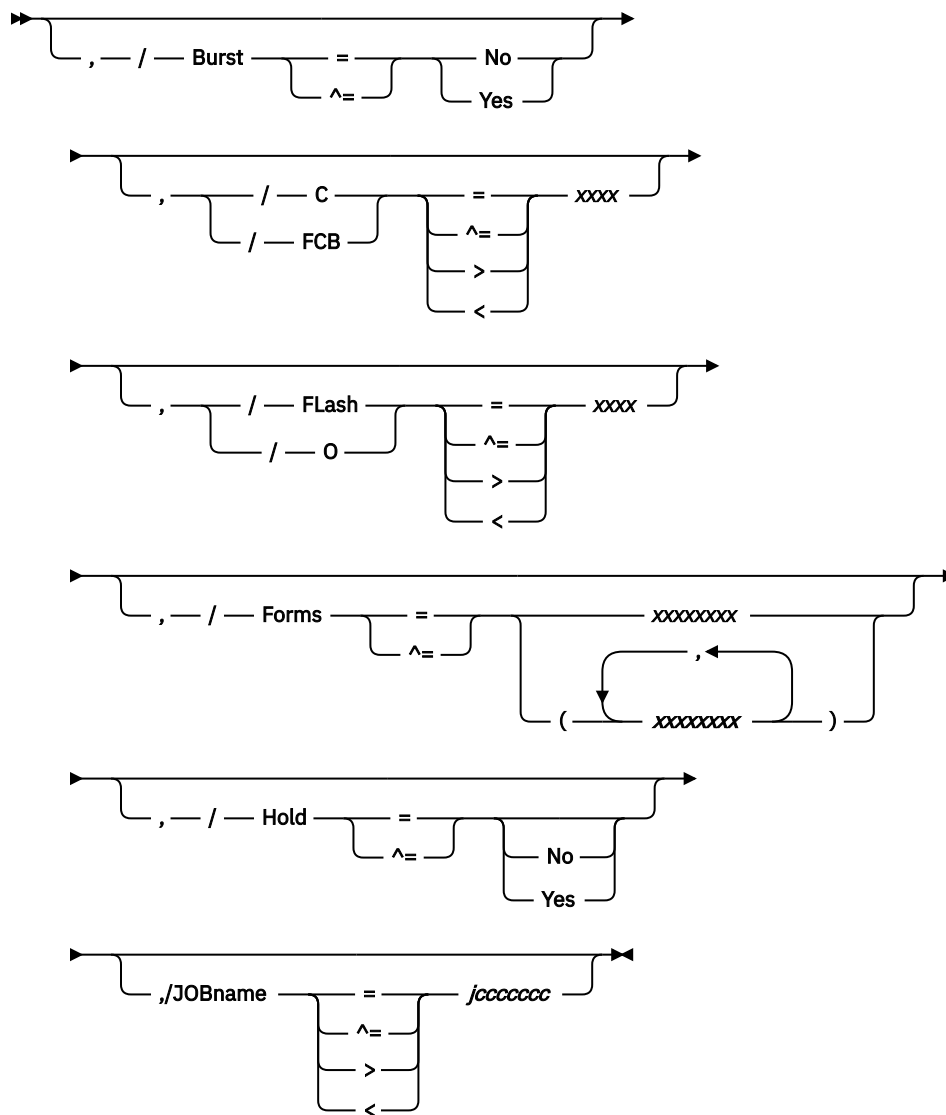 , / Burst = No
^= Yes
, / C = xxxx
/ FCB ^=
>
<
, / FLash = xxxx
/ O ^=
>
<
, / Forms = xxxxxxxx
^= ,
( xxxxxxxx )
, / Hold =
^= No
Yes
,/JOBname = jccccccc
^=
>
<